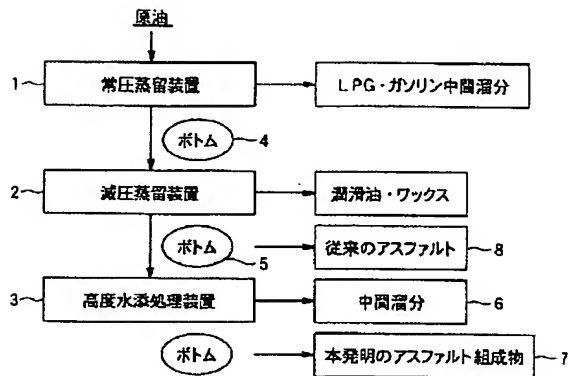 原油
1 常圧蒸留装置 LPG・ガソリン中間溜分
ボトム 4
2 減圧蒸留装置 潤滑油・ワックス
ボトム 5 従来のアスファルト 8
3 高度水添処理装置 中間溜分 6
ボトム 本発明のアスファルト組成物 7